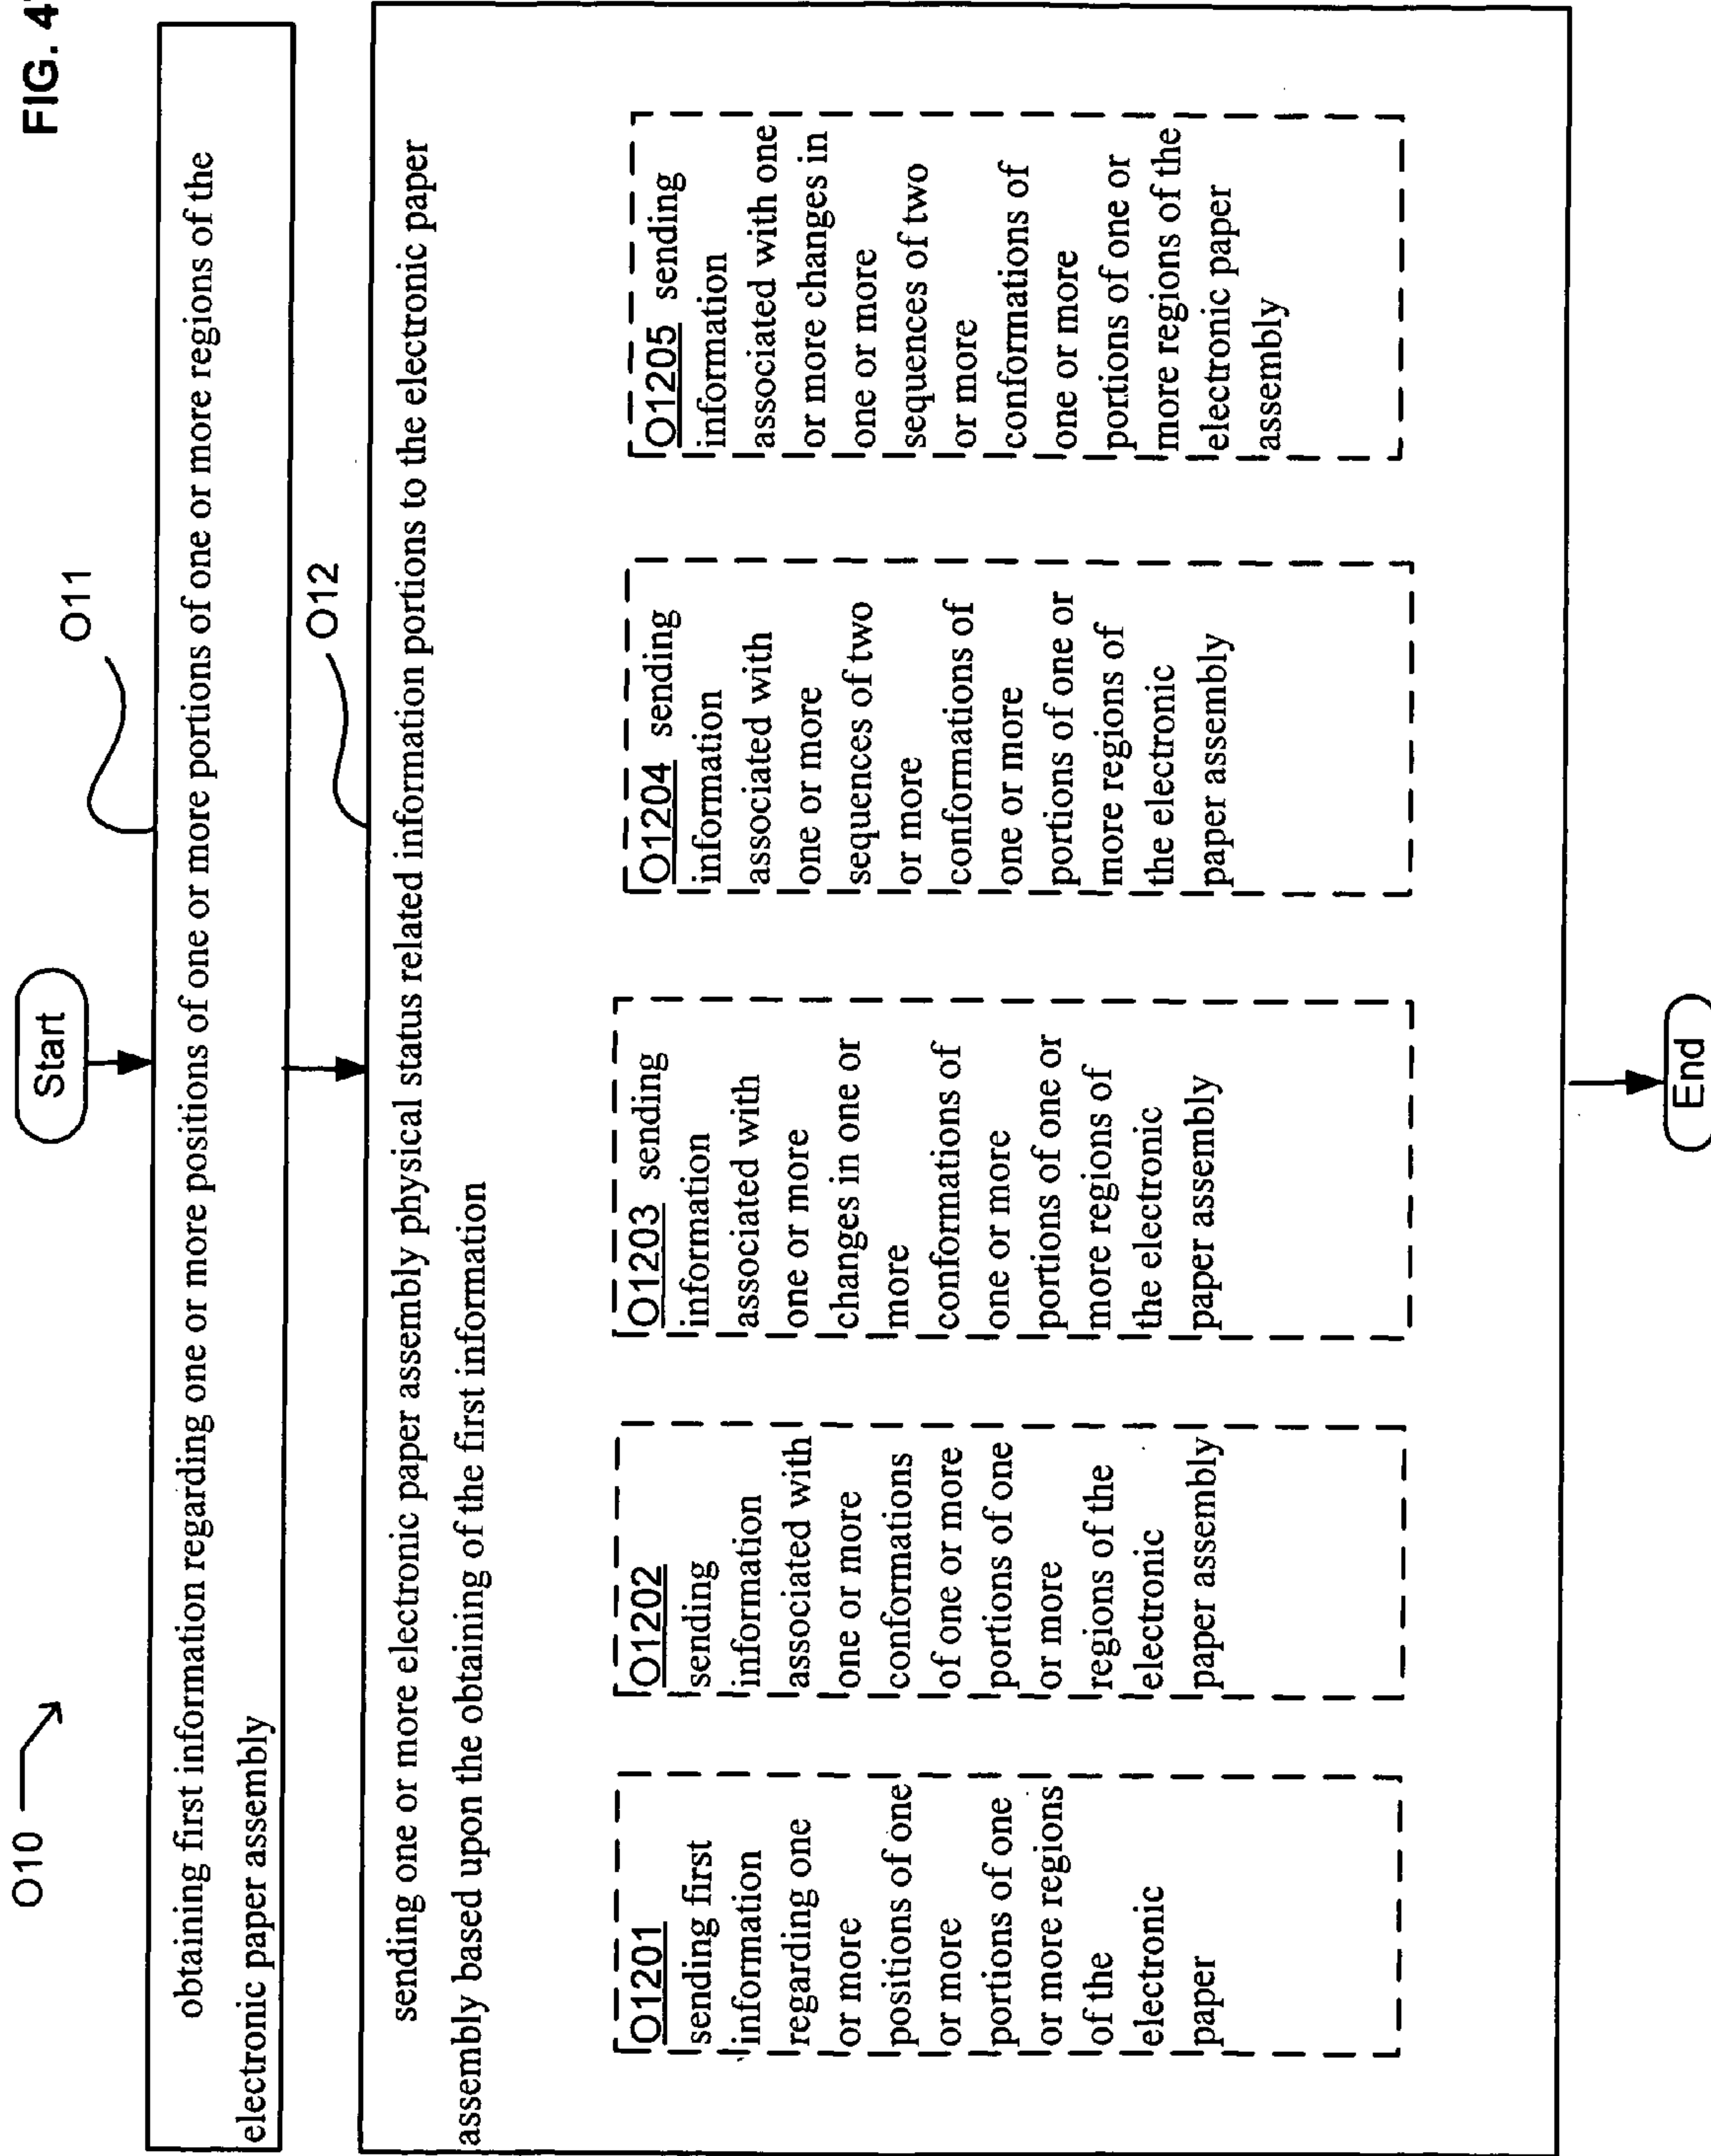 FIG. 4
O10
Start
O11
obtaining first information regarding one or more positions of one or more portions of one or more regions of the
electronic paper assembly
O12
sending one or more electronic paper assembly physical status related information portions to the electronic paper
assembly based upon the obtaining of the first information
O1201
sending first
information
regarding one
or more
positions of one
or more
portions of one
or more regions
of the
electronic
paper
O1202
sending
information
associated with
one or more
conformations
of one or more
portions of one
or more
regions of the
electronic
paper assembly
O1203 sending
information
associated with
one or more
changes in one or
more
conformations of
one or more
portions of one or
more regions of
the electronic
paper assembly
O1204 sending
information
associated with
one or more
sequences of two
or more
conformations of
one or more
portions of one or
more regions of
the electronic
paper assembly
O1205 sending
information
associated with one
or more changes in
one or more
sequences of two
or more
conformations of
one or more
portions of one or
more regions of the
electronic paper
assembly
End